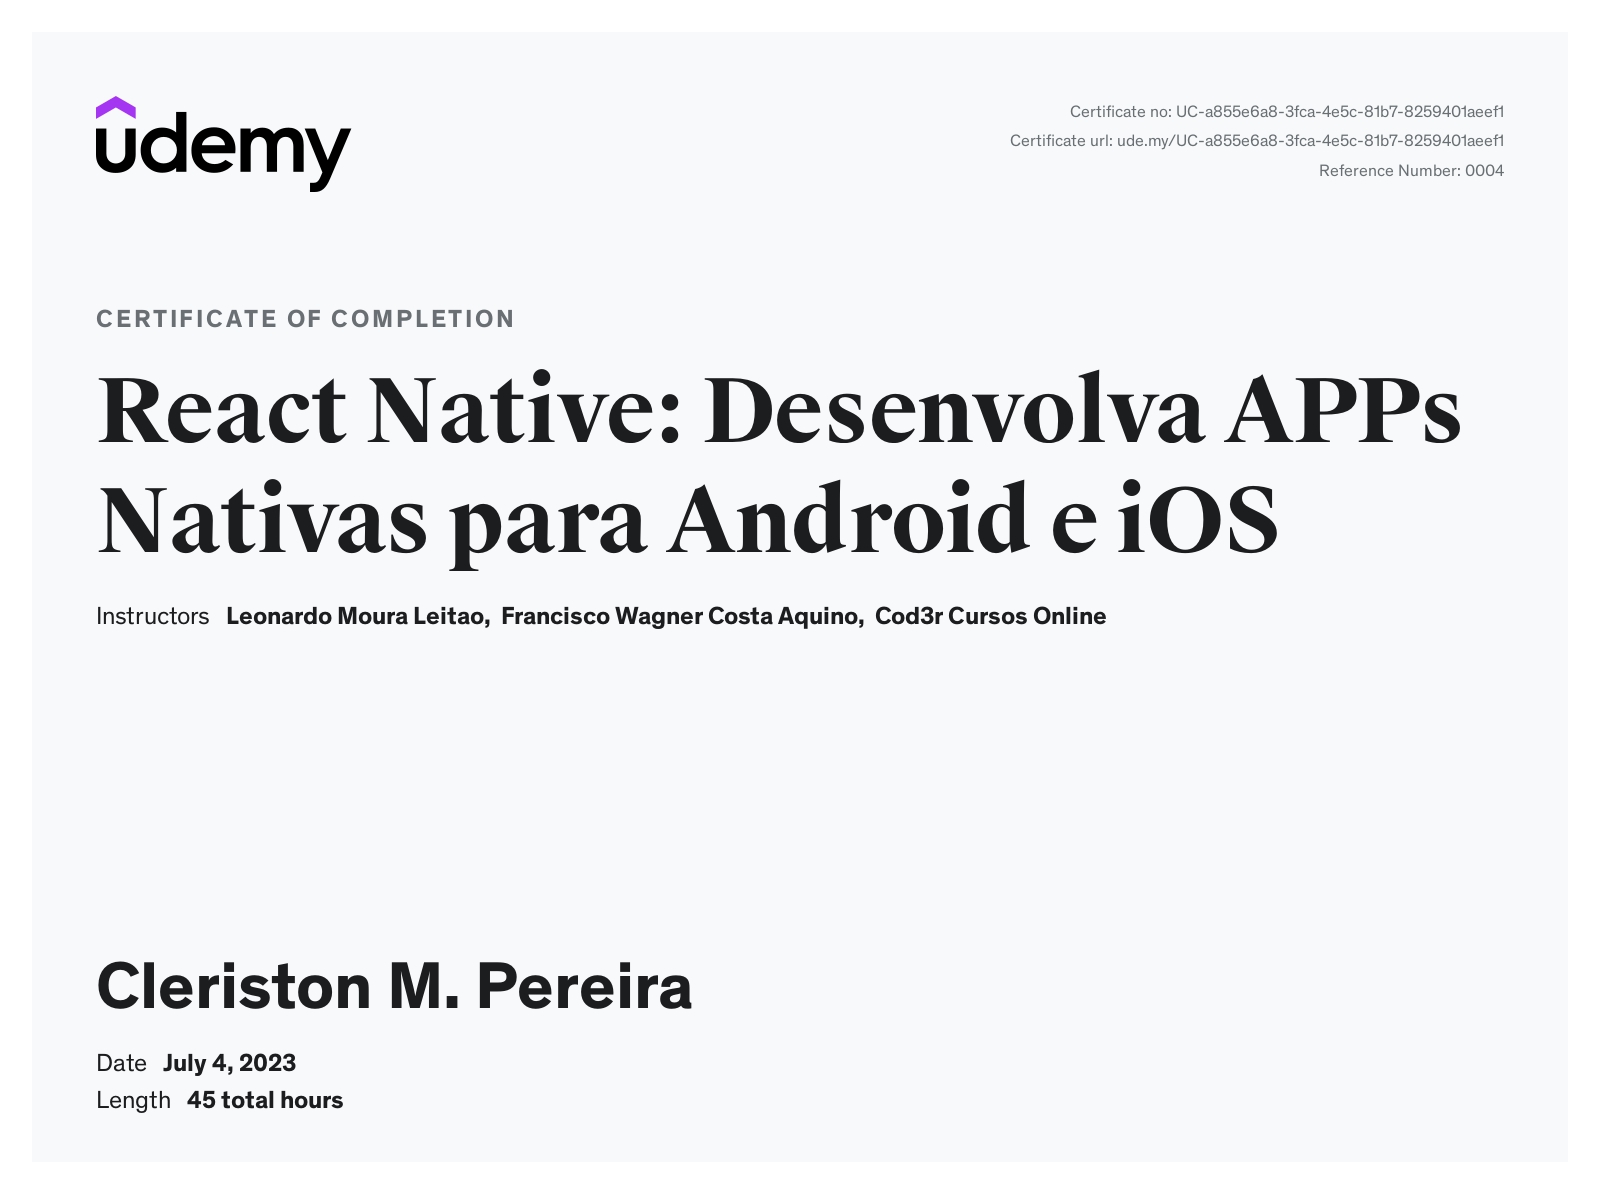 udemy
Certificate no: UC-a855e6a8-3fca-4e5c-81b7-8259401aeef1
Certificate url: ude.my/UC-a855e6a8-3fca-4e5c-81b7-8259401aeef1
Reference Number: 0004
CERTIFICATE OF COMPLETION
React Native: Desenvolva APPs
Nativas para Android e iOS
Instructors Leonardo Moura Leitao, Francisco Wagner Costa Aquino, Cod3r Cursos Online
Cleriston M. Pereira
Date July 4, 2023
Length 45 total hours